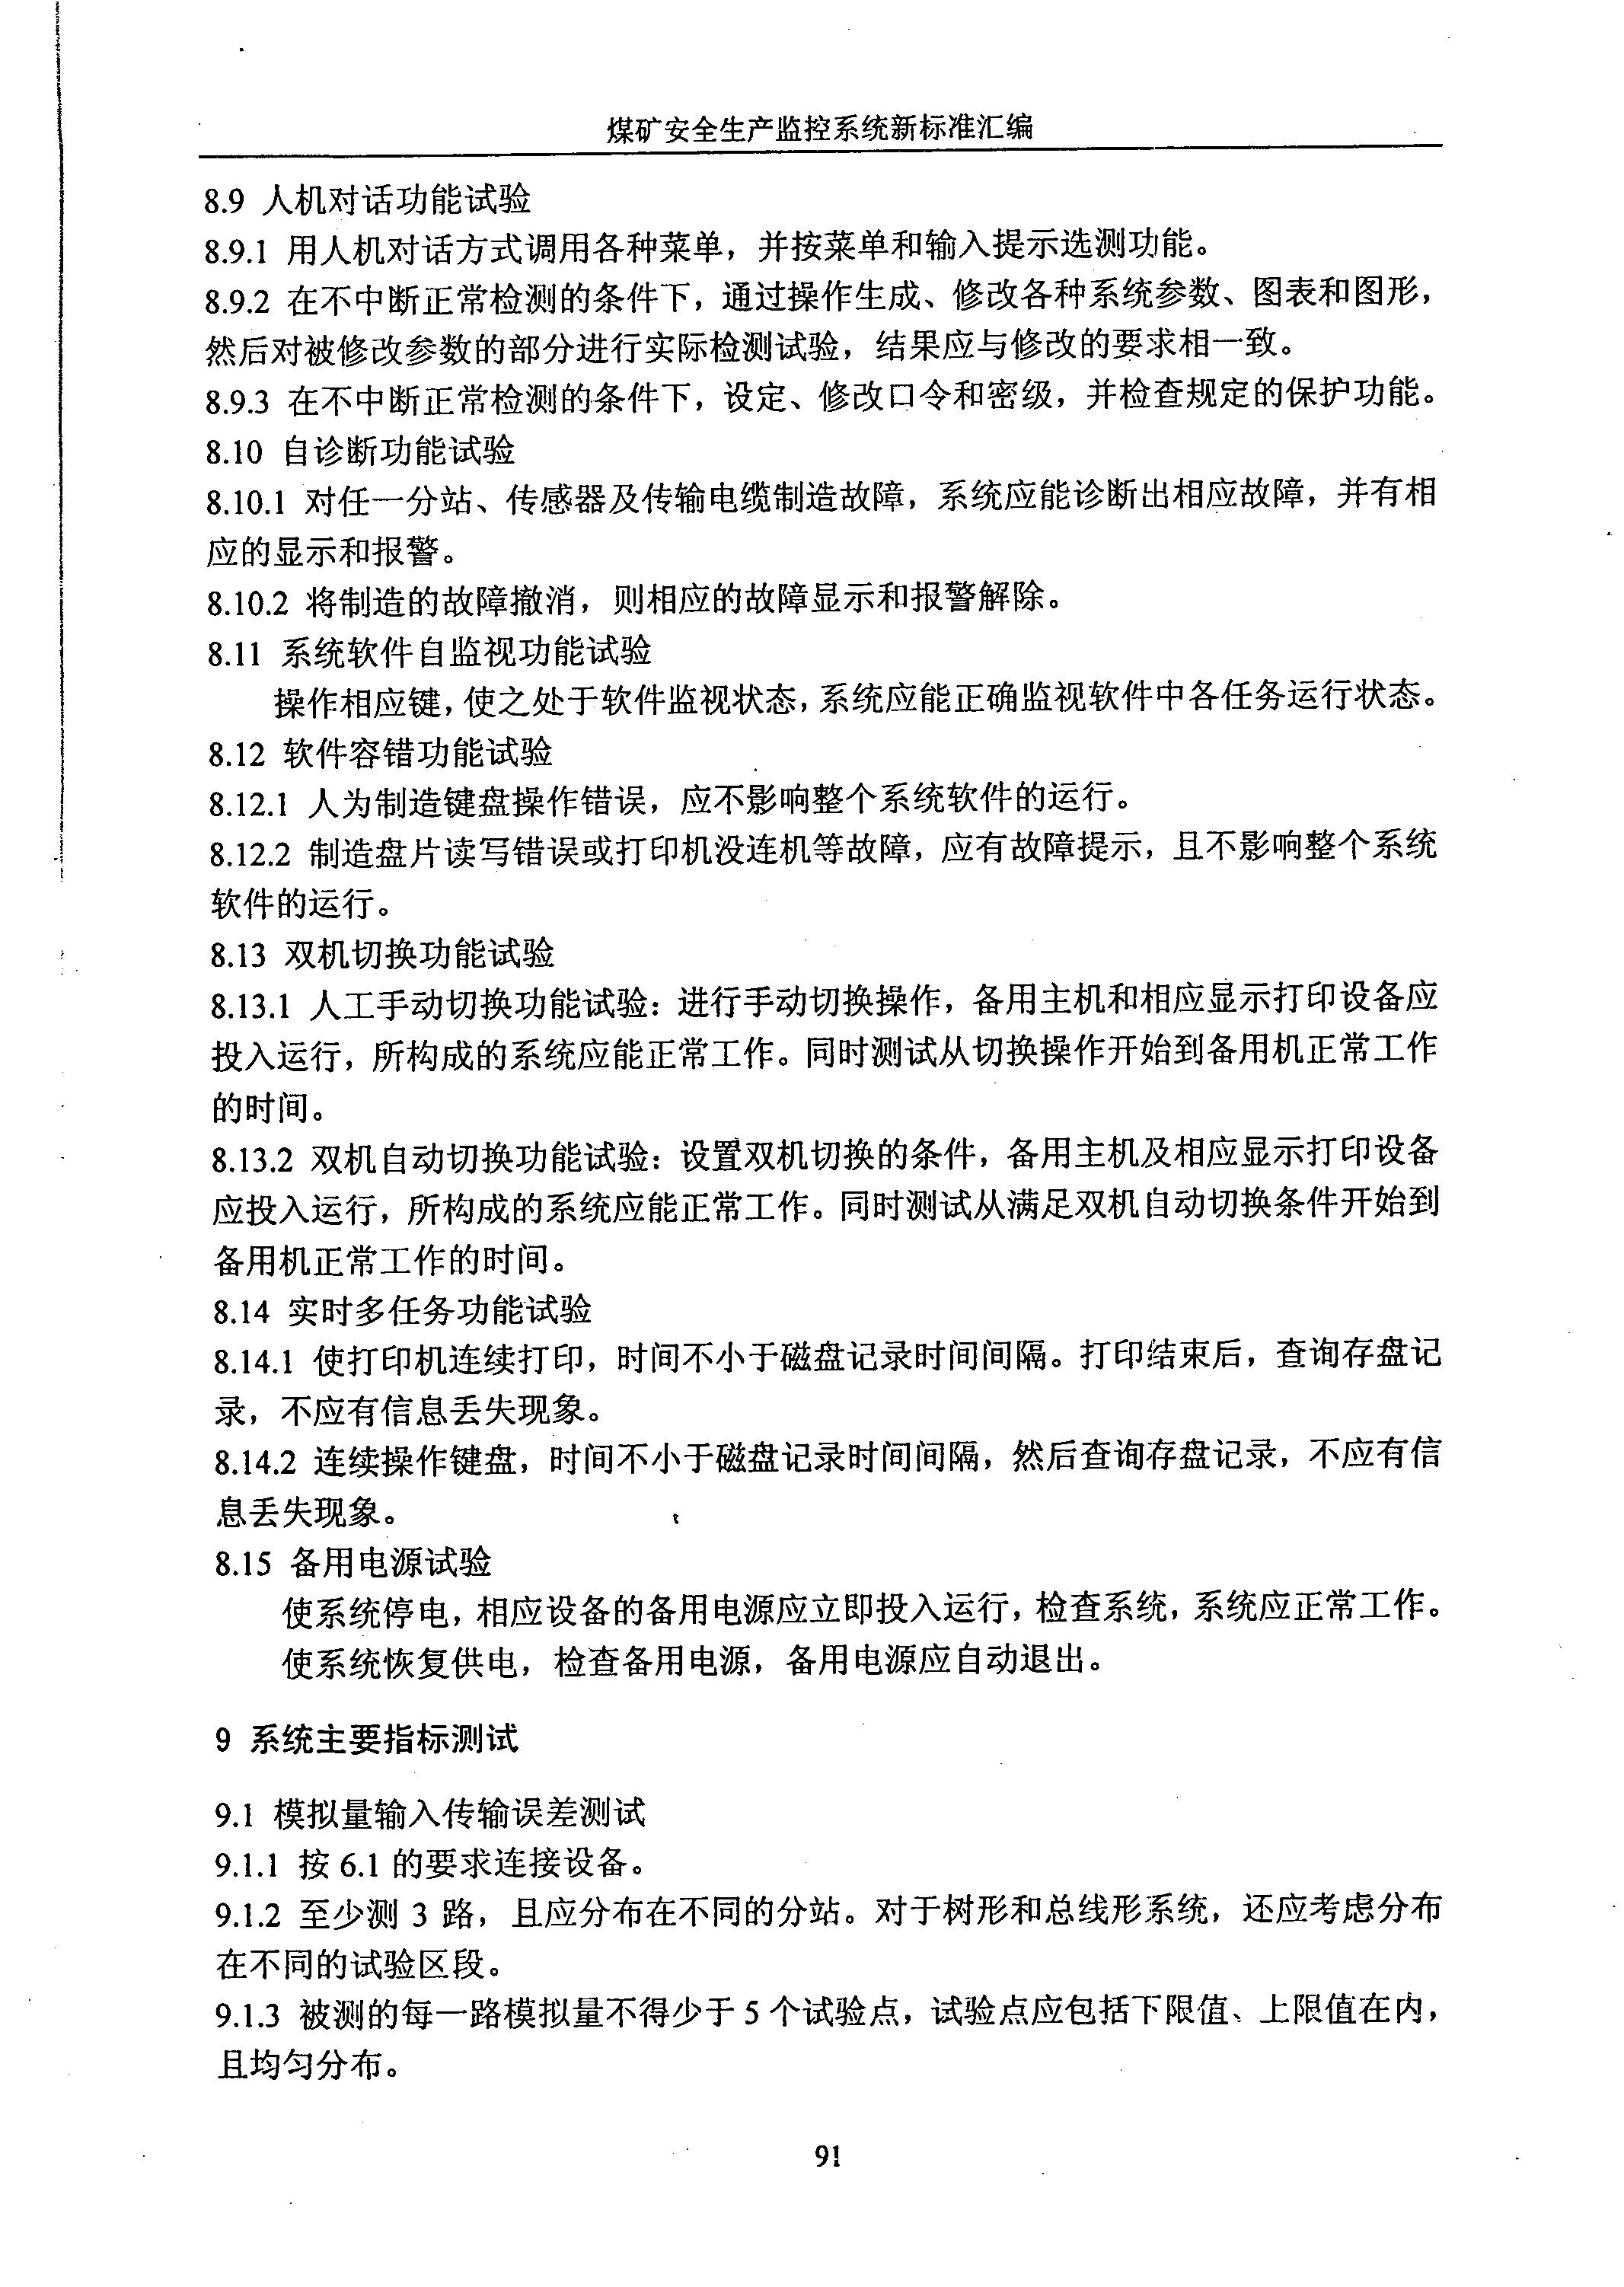 煤矿安全生产监控系统新标准汇编
8.9 人机对话功能试验
8.9.1 用人机对话方式调用各种菜单，并按菜单和输入提示选测功能。
8.9.2 在不中断正常检测的条件下，通过操作生成、修改各种系统参数、图表和图形，
然后对被修改参数的部分进行实际检测试验，结果应与修改的要求相一致。
8.9.3 在不中断正常检测的条件下，设定、修改口令和密级，并检查规定的保护功能。
8.10 自诊断功能试验
8.10.1 对任一分站、传感器及传输电缆制造故障，系统应能诊断出相应故障，并有相
应的显示和报警。
8.10.2 将制造的故障撤消，则相应的故障显示和报警解除。
8.11 系统软件自监视功能试验
操作相应键，使之处于软件监视状态，系统应能正确监视软件中各任务运行状态。
8.12 软件容错功能试验
8.12.1 人为制造键盘操作错误，应不影响整个系统软件的运行。
8.12.2 制造盘片读写错误或打印机没连机等故障，应有故障提示，且不影响整个系统
软件的运行。
8.13 双机切换功能试验
8.13.1 人工手动切换功能试验：进行手动切换操作，备用主机和相应显示打印设备应
投入运行，所构成的系统应能正常工作。同时测试从切换操作开始到备用机正常工作
的时间。
8.13.2 双机自动切换功能试验：设置双机切换的条件，备用主机及相应显示打印设备
应投入运行，所构成的系统应能正常工作。同时测试从满足双机自动切换条件开始到
备用机正常工作的时间。
8.14 实时多任务功能试验
8.14.1 使打印机连续打印，时间不小于磁盘记录时间间隔。打印结束后，查询存盘记
录，不应有信息丢失现象。
8.14.2 连续操作键盘，时间不小于磁盘记录时间间隔，然后查询存盘记录，不应有信
息丢失现象。
8.15 备用电源试验
使系统停电，相应设备的备用电源应立即投入运行，检查系统，系统应正常工作。
使系统恢复供电，检查备用电源，备用电源应自动退出。
9 系统主要指标测试
9.1 模拟量输入传输误差测试
9.1.1 按 6.1 的要求连接设备。
9.1.2 至少测 3 路，且应分布在不同的分站。对于树形和总线形系统，还应考虑分布
在不同的试验区段。
9.1.3 被测的每一路模拟量不得少于 5 个试验点，试验点应包括下限值、上限值在内，
且均匀分布。
91